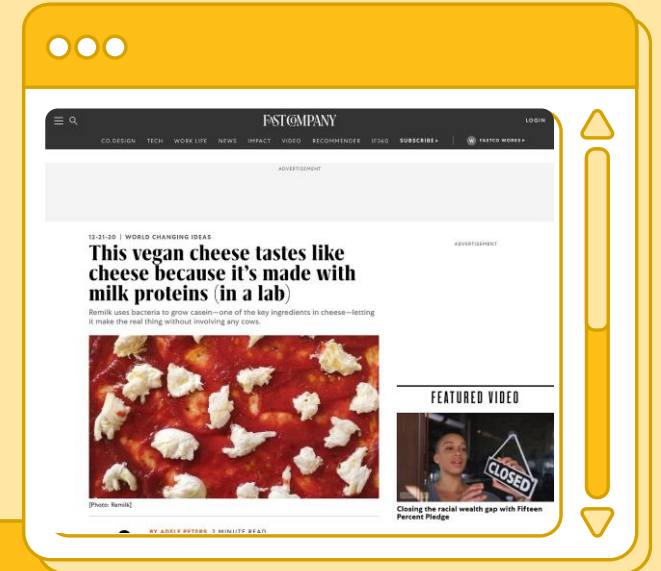 FAST COMPANY
LOGIN
CO.DESIGN TECH WORK LIFE NEWS IMPACT VIDEO RECOMMENDER IF360 SUBSCRIBE+ W FASTCO WORKS+
ADVERTISEMENT
12-21-20 | WORLD CHANGING IDEAS
This vegan cheese tastes like
cheese because it's made with
milk proteins (in a lab)
Remilk uses bacteria to grow casein—one of the key ingredients in cheese—letting
it make the real thing without involving any cows.
[Photo: Remilk]
BY ADELE PETERS 2 MINUTE READ
ADVERTISEMENT
FEATURED VIDEO
CLOSED
Closing the racial wealth gap with Fifteen
Percent Pledge